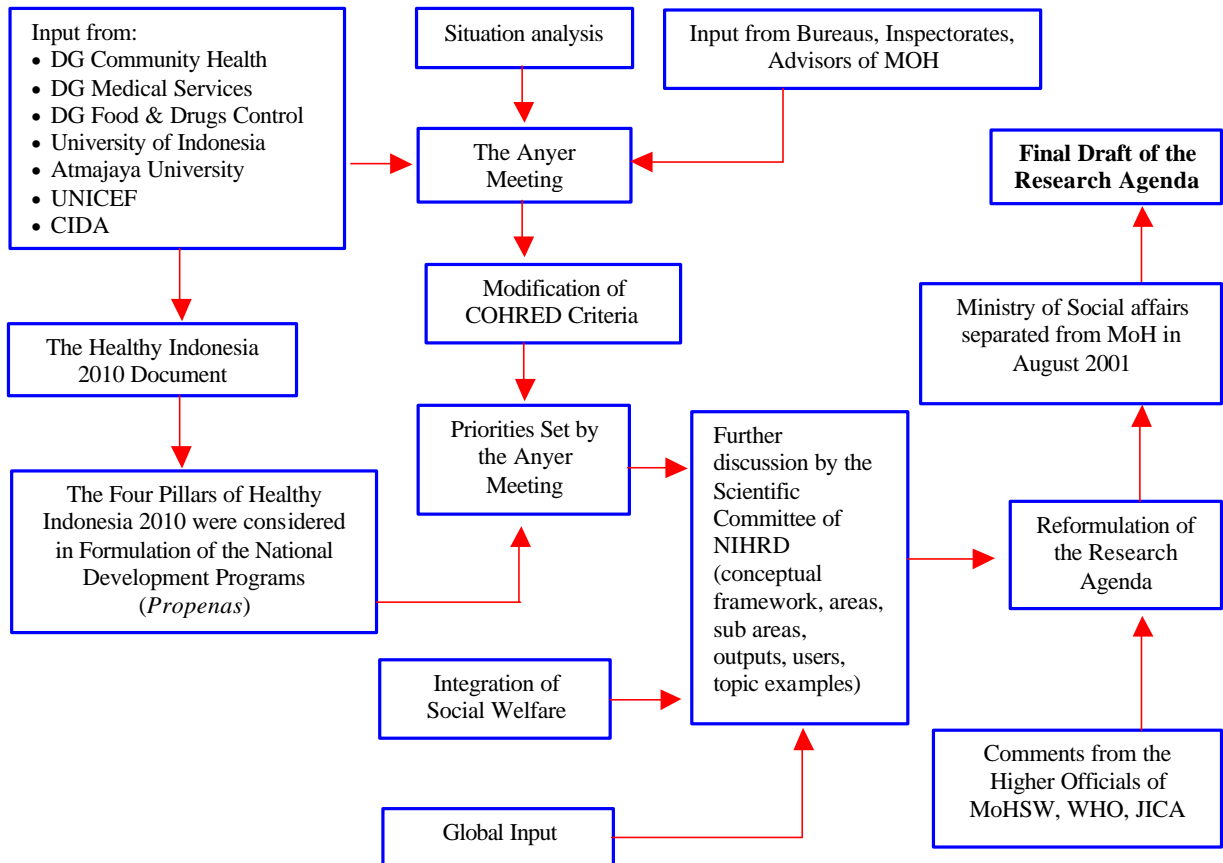 Input from:
• DG Community Health
• DG Medical Services
• DG Food & Drugs Control
• University of Indonesia
• Atmajaya University
• UNICEF
• CIDA
Situation analysis
Input from Bureaus, Inspectorates,
Advisors of MOH
The Anyer
Meeting
Final Draft of the
Research Agenda
Modification of
COHRED Criteria
Ministry of Social affairs
separated from MoH in
August 2001
The Healthy Indonesia
2010 Document
Priorities Set by
the Anyer
Meeting
Further
discussion by the
Scientific
Committee of
NIHRD
(conceptual
framework, areas,
sub areas,
outputs, users,
topic examples)
The Four Pillars of Healthy
Indonesia 2010 were considered
in Formulation of the National
Development Programs
(Propenas)
Reformulation of
the Research
Agenda
Integration of
Social Welfare
Comments from the
Higher Officials of
MoHSW, WHO, JICA
Global Input